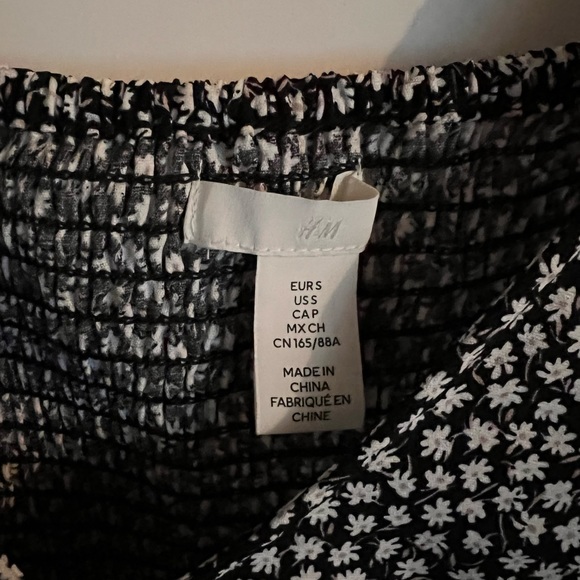 H&M
EUR S
US S
CA P
MX CH
CN 165/88A
MADE IN
CHINA
FABRIQUÉ EN
CHINE